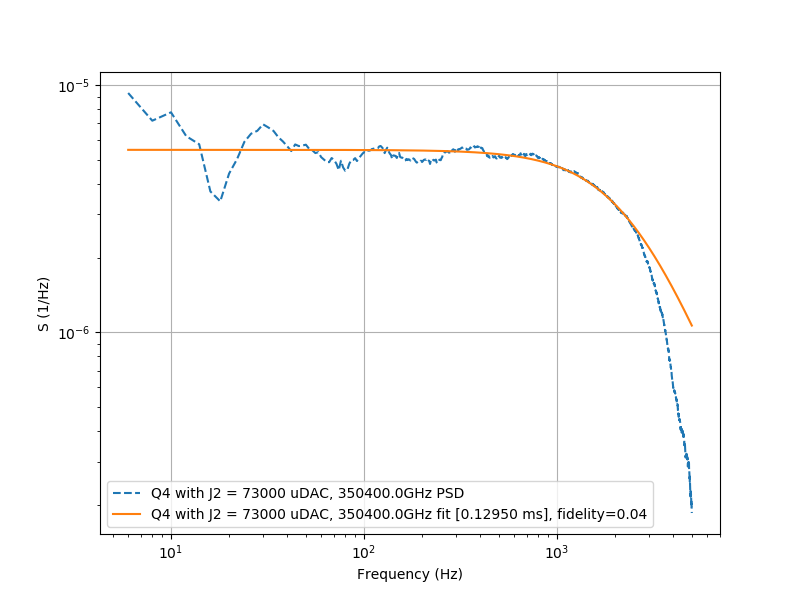 10⁻⁵
10⁻⁶
S (1/Hz)
Q4 with J2 = 73000 uDAC, 350400.0GHz PSD
Q4 with J2 = 73000 uDAC, 350400.0GHz fit [0.12950 ms], fidelity=0.04
10¹ 10² 10³
Frequency (Hz)